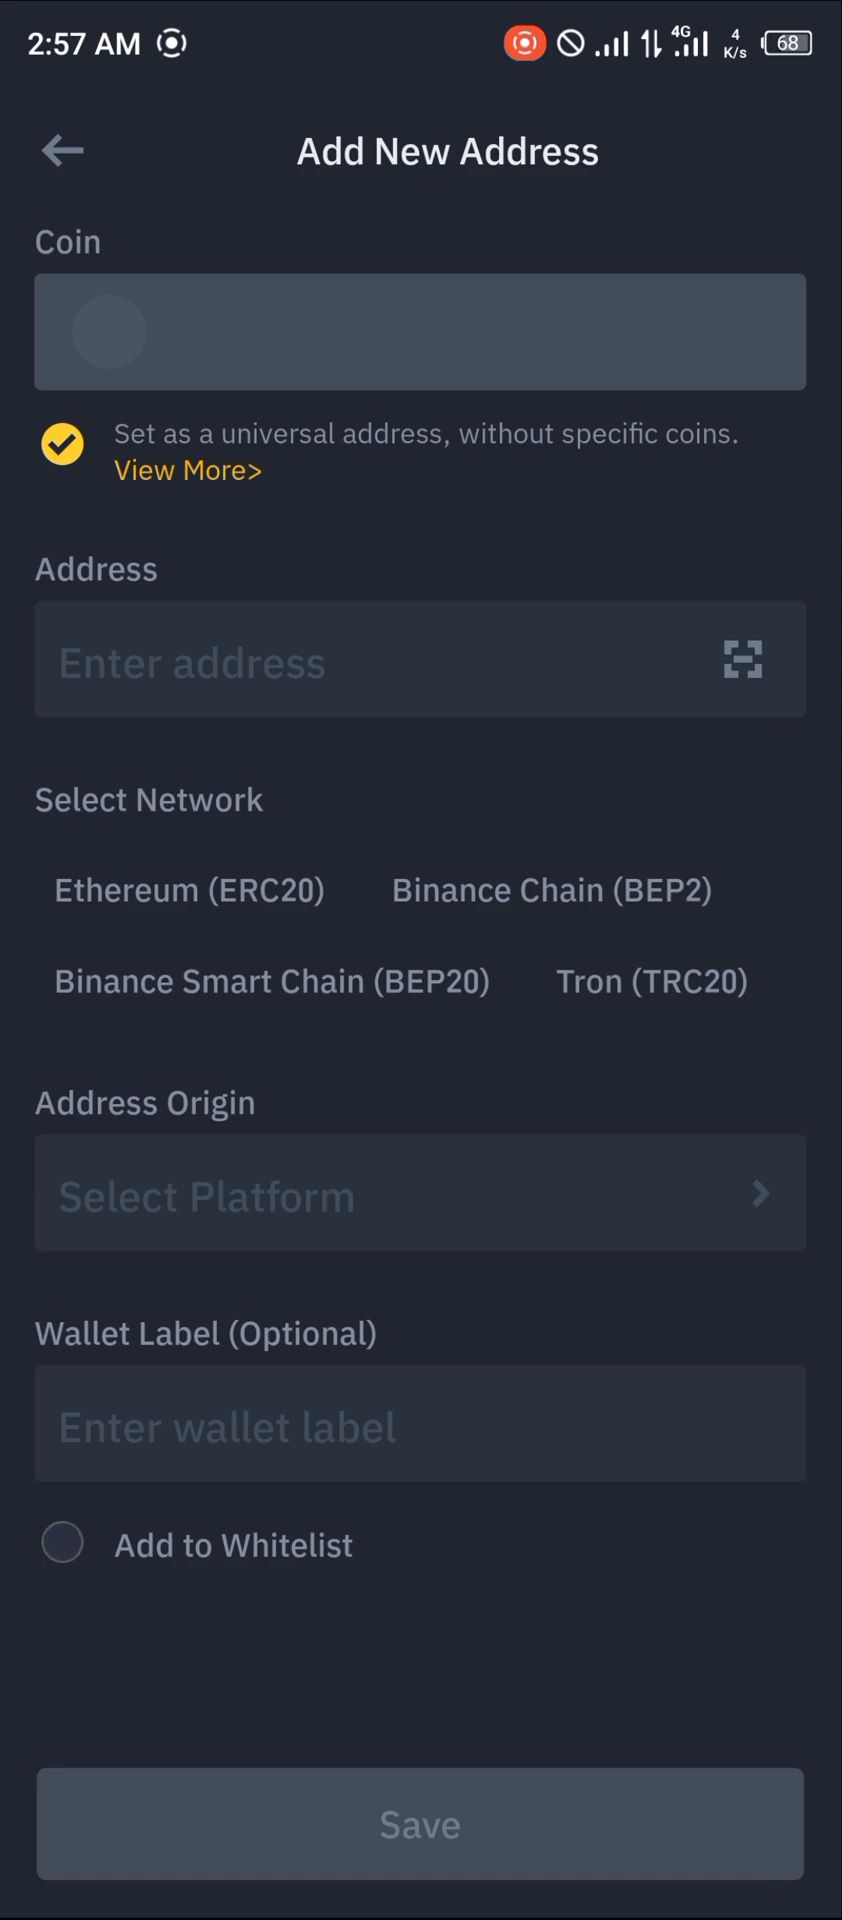 2:57 AM
4G 4 K/s 68
Add New Address
Coin
Set as a universal address, without specific coins.
View More>
Address
Enter address
Select Network
Ethereum (ERC20) Binance Chain (BEP2)
Binance Smart Chain (BEP20) Tron (TRC20)
Address Origin
Select Platform
Wallet Label (Optional)
Enter wallet label
Add to Whitelist
Save